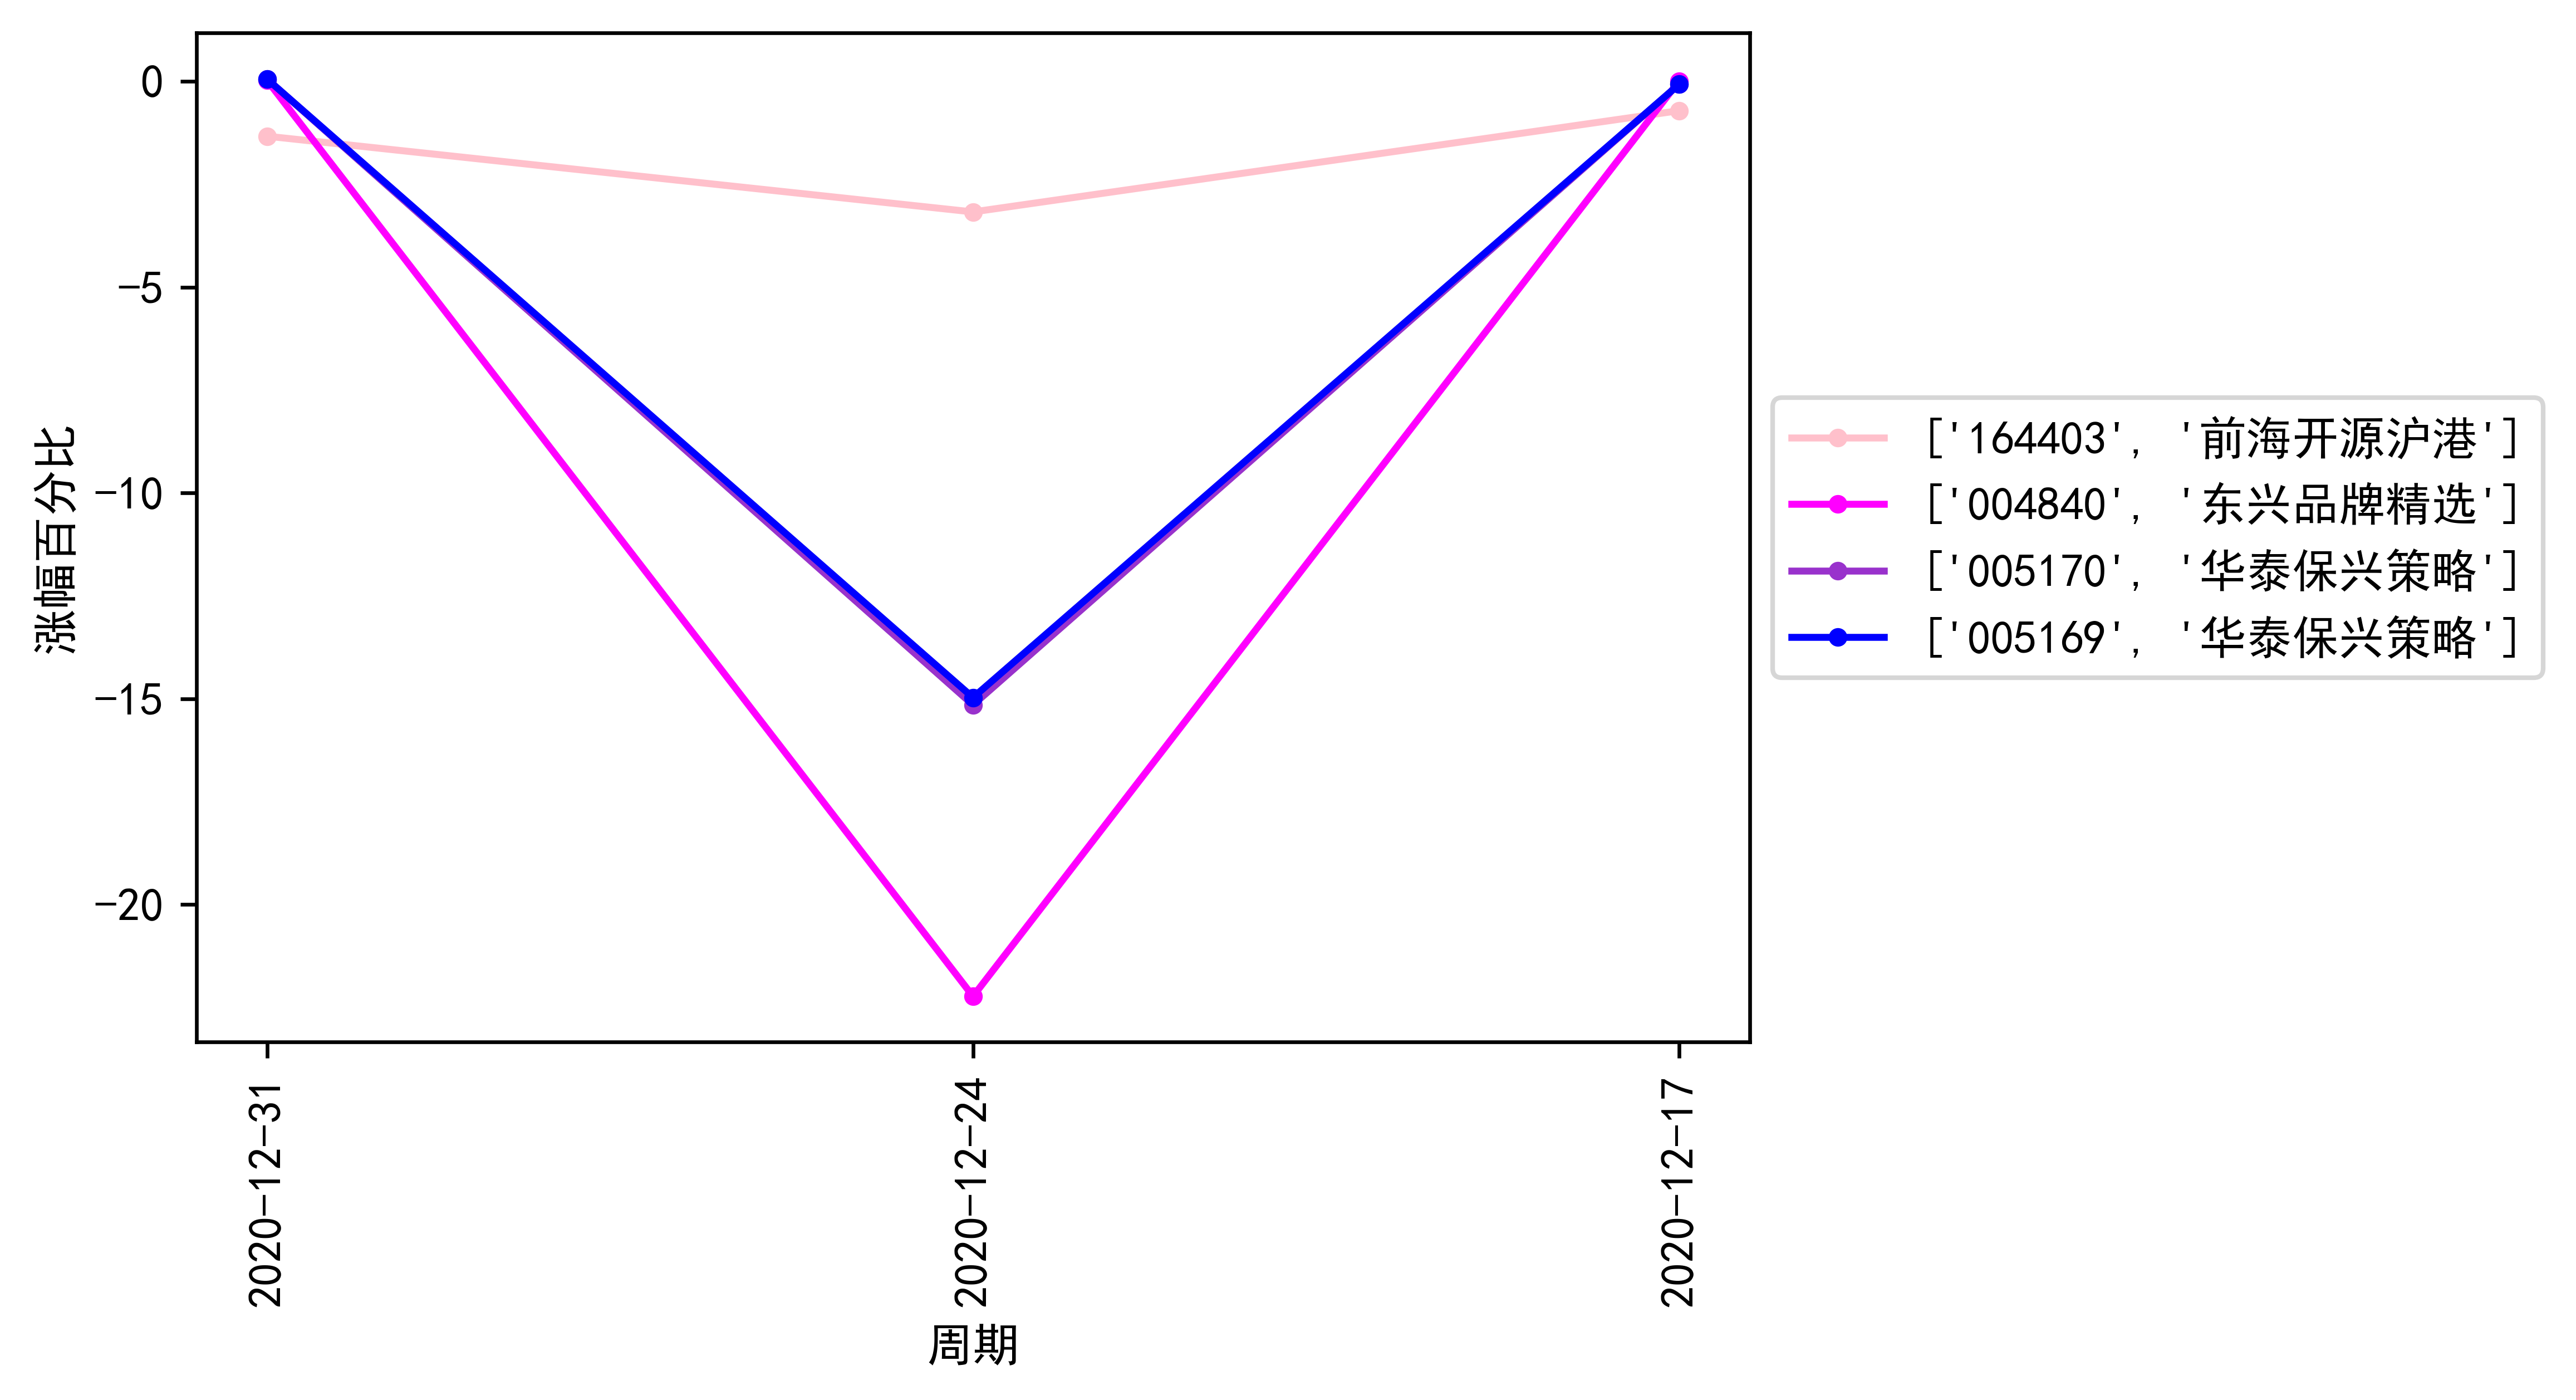 0
−5
−10
−15
−20
涨幅百分比
2020-12-31
2020-12-24
2020-12-17
周期
['164403', '前海开源沪港']
['004840', '东兴品牌精选']
['005170', '华泰保兴策略']
['005169', '华泰保兴策略']